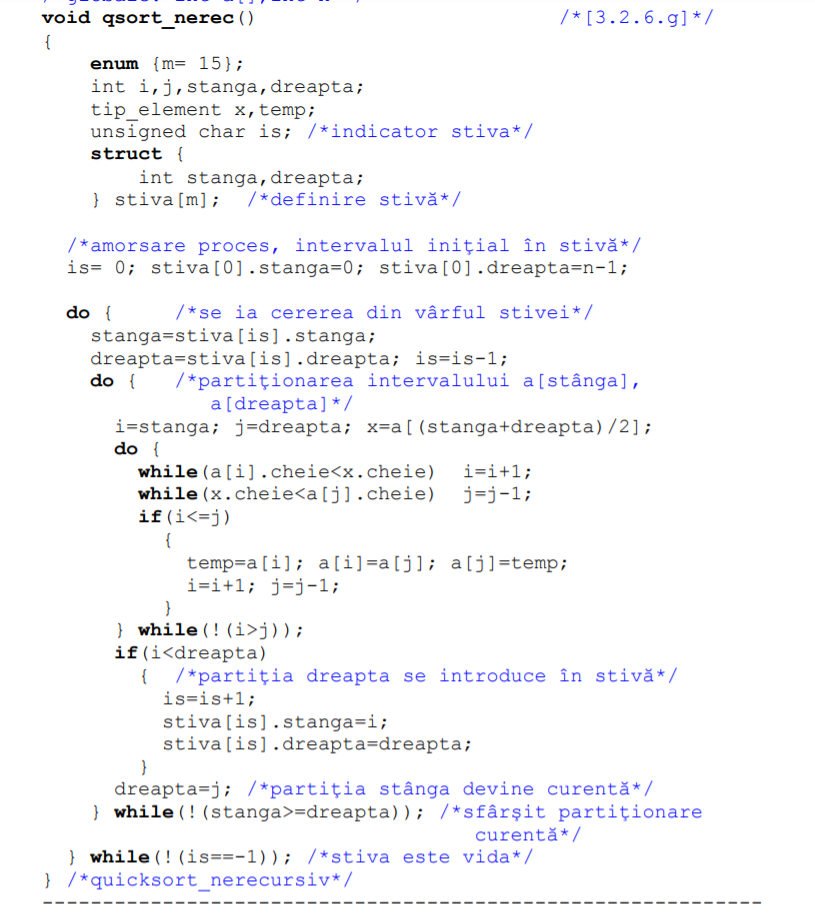 void qsort_nerec() /*[3.2.6.g]*/
{
enum {m= 15};
int i,j,stanga,dreapta;
tip_element x,temp;
unsigned char is; /*indicator stiva*/
struct {
int stanga,dreapta;
} stiva[m]; /*definire stivă*/
/*amorsare proces, intervalul iniţial în stivă*/
is= 0; stiva[0].stanga=0; stiva[0].dreapta=n-1;
do { /*se ia cererea din vârful stivei*/
stanga=stiva[is].stanga;
dreapta=stiva[is].dreapta; is=is-1;
do { /*partiţionarea intervalului a[stânga],
a[dreapta]*/
i=stanga; j=dreapta; x=a[(stanga+dreapta)/2];
do {
while(a[i].cheie<x.cheie) i=i+1;
while(x.cheie<a[j].cheie) j=j-1;
if(i<=j)
{
temp=a[i]; a[i]=a[j]; a[j]=temp;
i=i+1; j=j-1;
}
} while(!(i>j));
if(i<dreapta)
{ /*partiţia dreapta se introduce în stivă*/
is=is+1;
stiva[is].stanga=i;
stiva[is].dreapta=dreapta;
}
dreapta=j; /*partiţia stânga devine curentă*/
} while(!(stanga>=dreapta)); /*sfârşit partiţionare
curentă*/
} while(!(is==-1)); /*stiva este vida*/
} /*quicksort_nerecursiv*/
------------------------------------------------------------